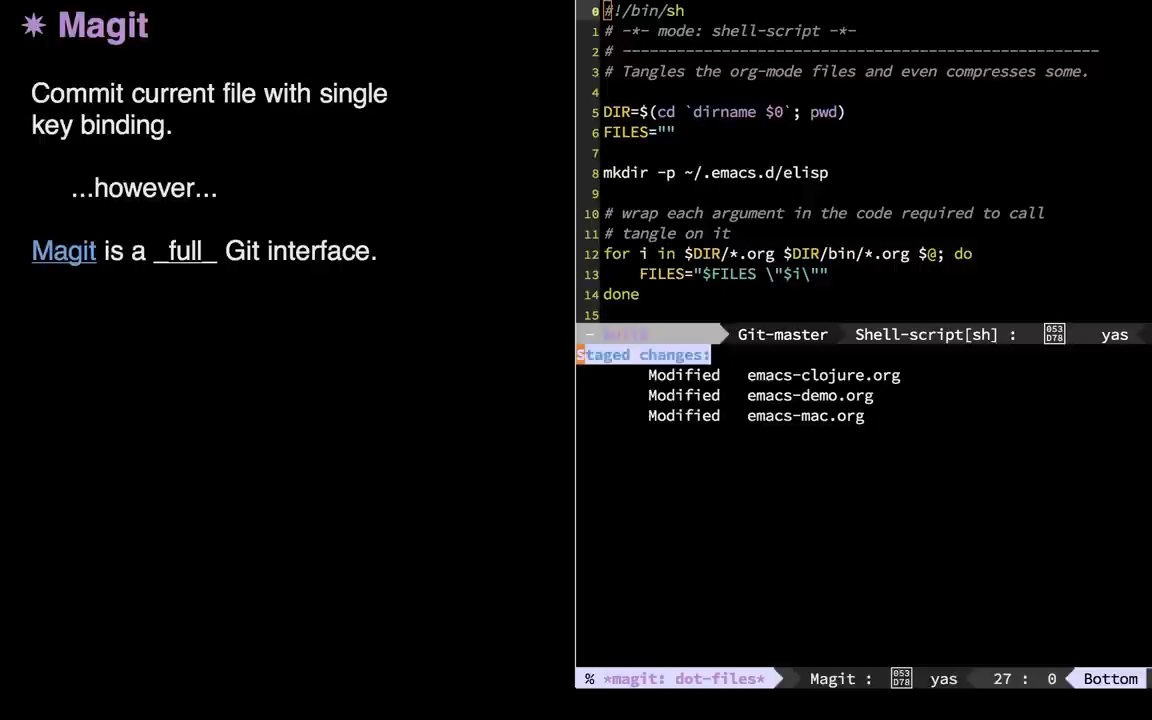 ✷ Magit
Commit current file with single
key binding.
...however...
Magit is a _full_ Git interface.
0 #!/bin/sh
1 # -*- mode: shell-script -*-
2 # ----------------------------------------------------
3 # Tangles the org-mode files and even compresses some.
4
5 DIR=$(cd `dirname $0`; pwd)
6 FILES=""
7
8 mkdir -p ~/.emacs.d/elisp
9
10 # wrap each argument in the code required to call
11 # tangle on it
12 for i in $DIR/*.org $DIR/bin/*.org $@; do
13     FILES="$FILES \"$i\""
14 done
15
- build Git-master Shell-script[sh] : 053 D78 yas
Staged changes:
Modified emacs-clojure.org
Modified emacs-demo.org
Modified emacs-mac.org
% *magit: dot-files* Magit : 053 D78 yas 27 : 0 Bottom